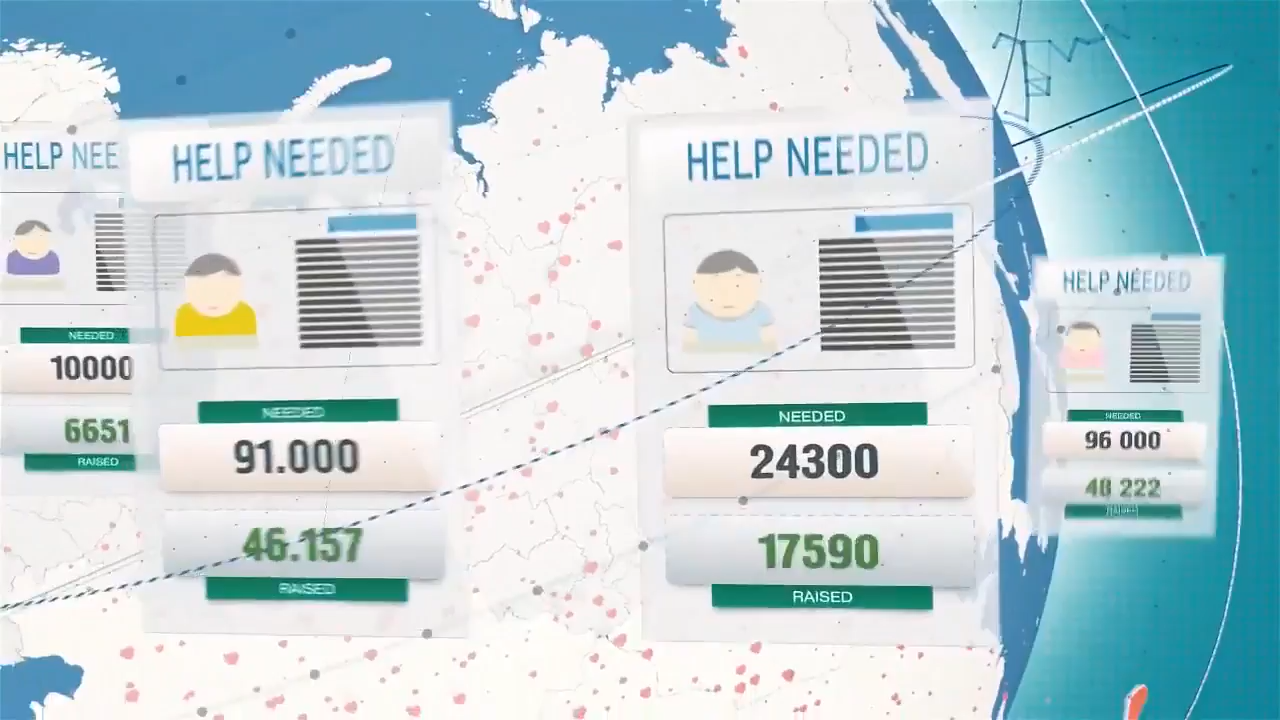 HELP NEE
NEEDED
10000
6651
RAISED
HELP NEEDED
NEEDED
91.000
46.157
RAISED
HELP NEEDED
NEEDED
24300
17590
RAISED
HELP NEEDED
NEEDED
96 000
48 222
RAISED